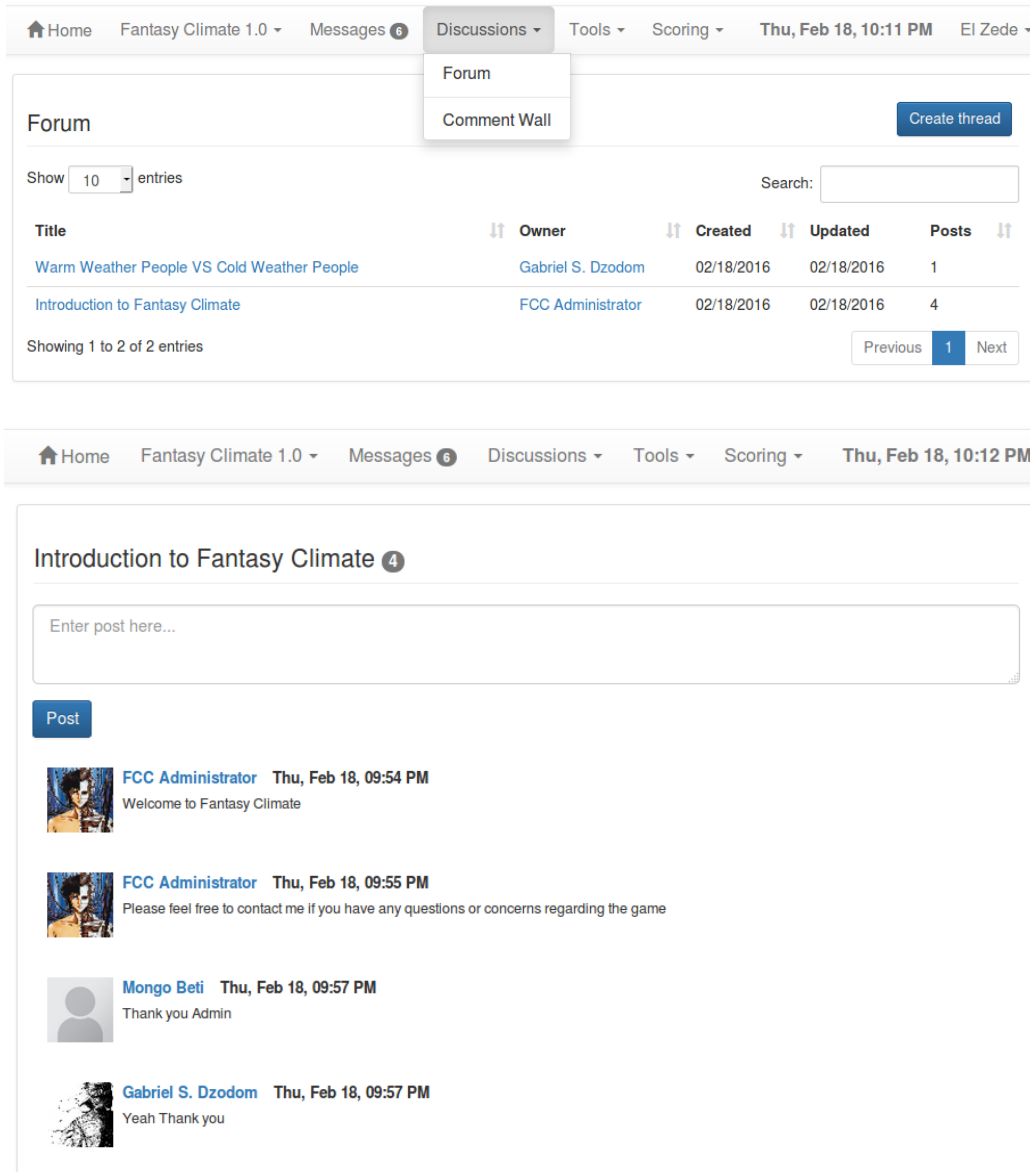 Home Fantasy Climate 1.0 Messages 6 Discussions Tools Scoring Thu, Feb 18, 10:11 PM El Zede
Forum
Comment Wall
Forum
Create thread
Show 10 entries
Search:
Title Owner Created Updated Posts
Warm Weather People VS Cold Weather People Gabriel S. Dzodom 02/18/2016 02/18/2016 1
Introduction to Fantasy Climate FCC Administrator 02/18/2016 02/18/2016 4
Showing 1 to 2 of 2 entries
Previous 1 Next
Home Fantasy Climate 1.0 Messages 6 Discussions Tools Scoring Thu, Feb 18, 10:12 PM
Introduction to Fantasy Climate 4
Enter post here...
Post
FCC Administrator Thu, Feb 18, 09:54 PM
Welcome to Fantasy Climate
FCC Administrator Thu, Feb 18, 09:55 PM
Please feel free to contact me if you have any questions or concerns regarding the game
Mongo Beti Thu, Feb 18, 09:57 PM
Thank you Admin
Gabriel S. Dzodom Thu, Feb 18, 09:57 PM
Yeah Thank you